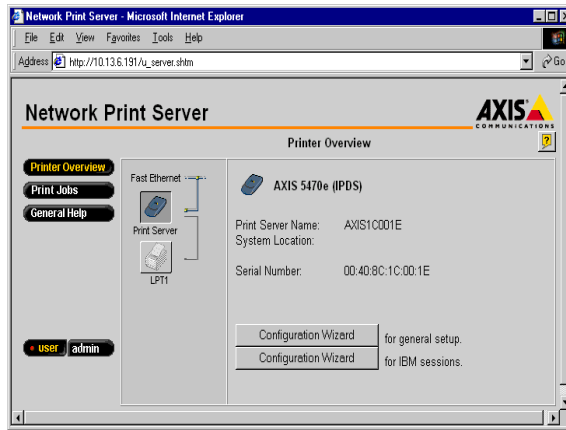 Network Print Server - Microsoft Internet Explorer
File Edit View Favorites Tools Help
Address http://10.13.6.191/u_server.shtm Go
Network Print Server
AXIS
COMMUNICATIONS
Printer Overview
?
Printer Overview
Print Jobs
General Help
Fast Ethernet
Print Server
LPT1
AXIS 5470e (IPDS)
Print Server Name: AXIS1C001E
System Location:
Serial Number: 00:40:8C:1C:00:1E
Configuration Wizard for general setup.
Configuration Wizard for IBM sessions.
user admin